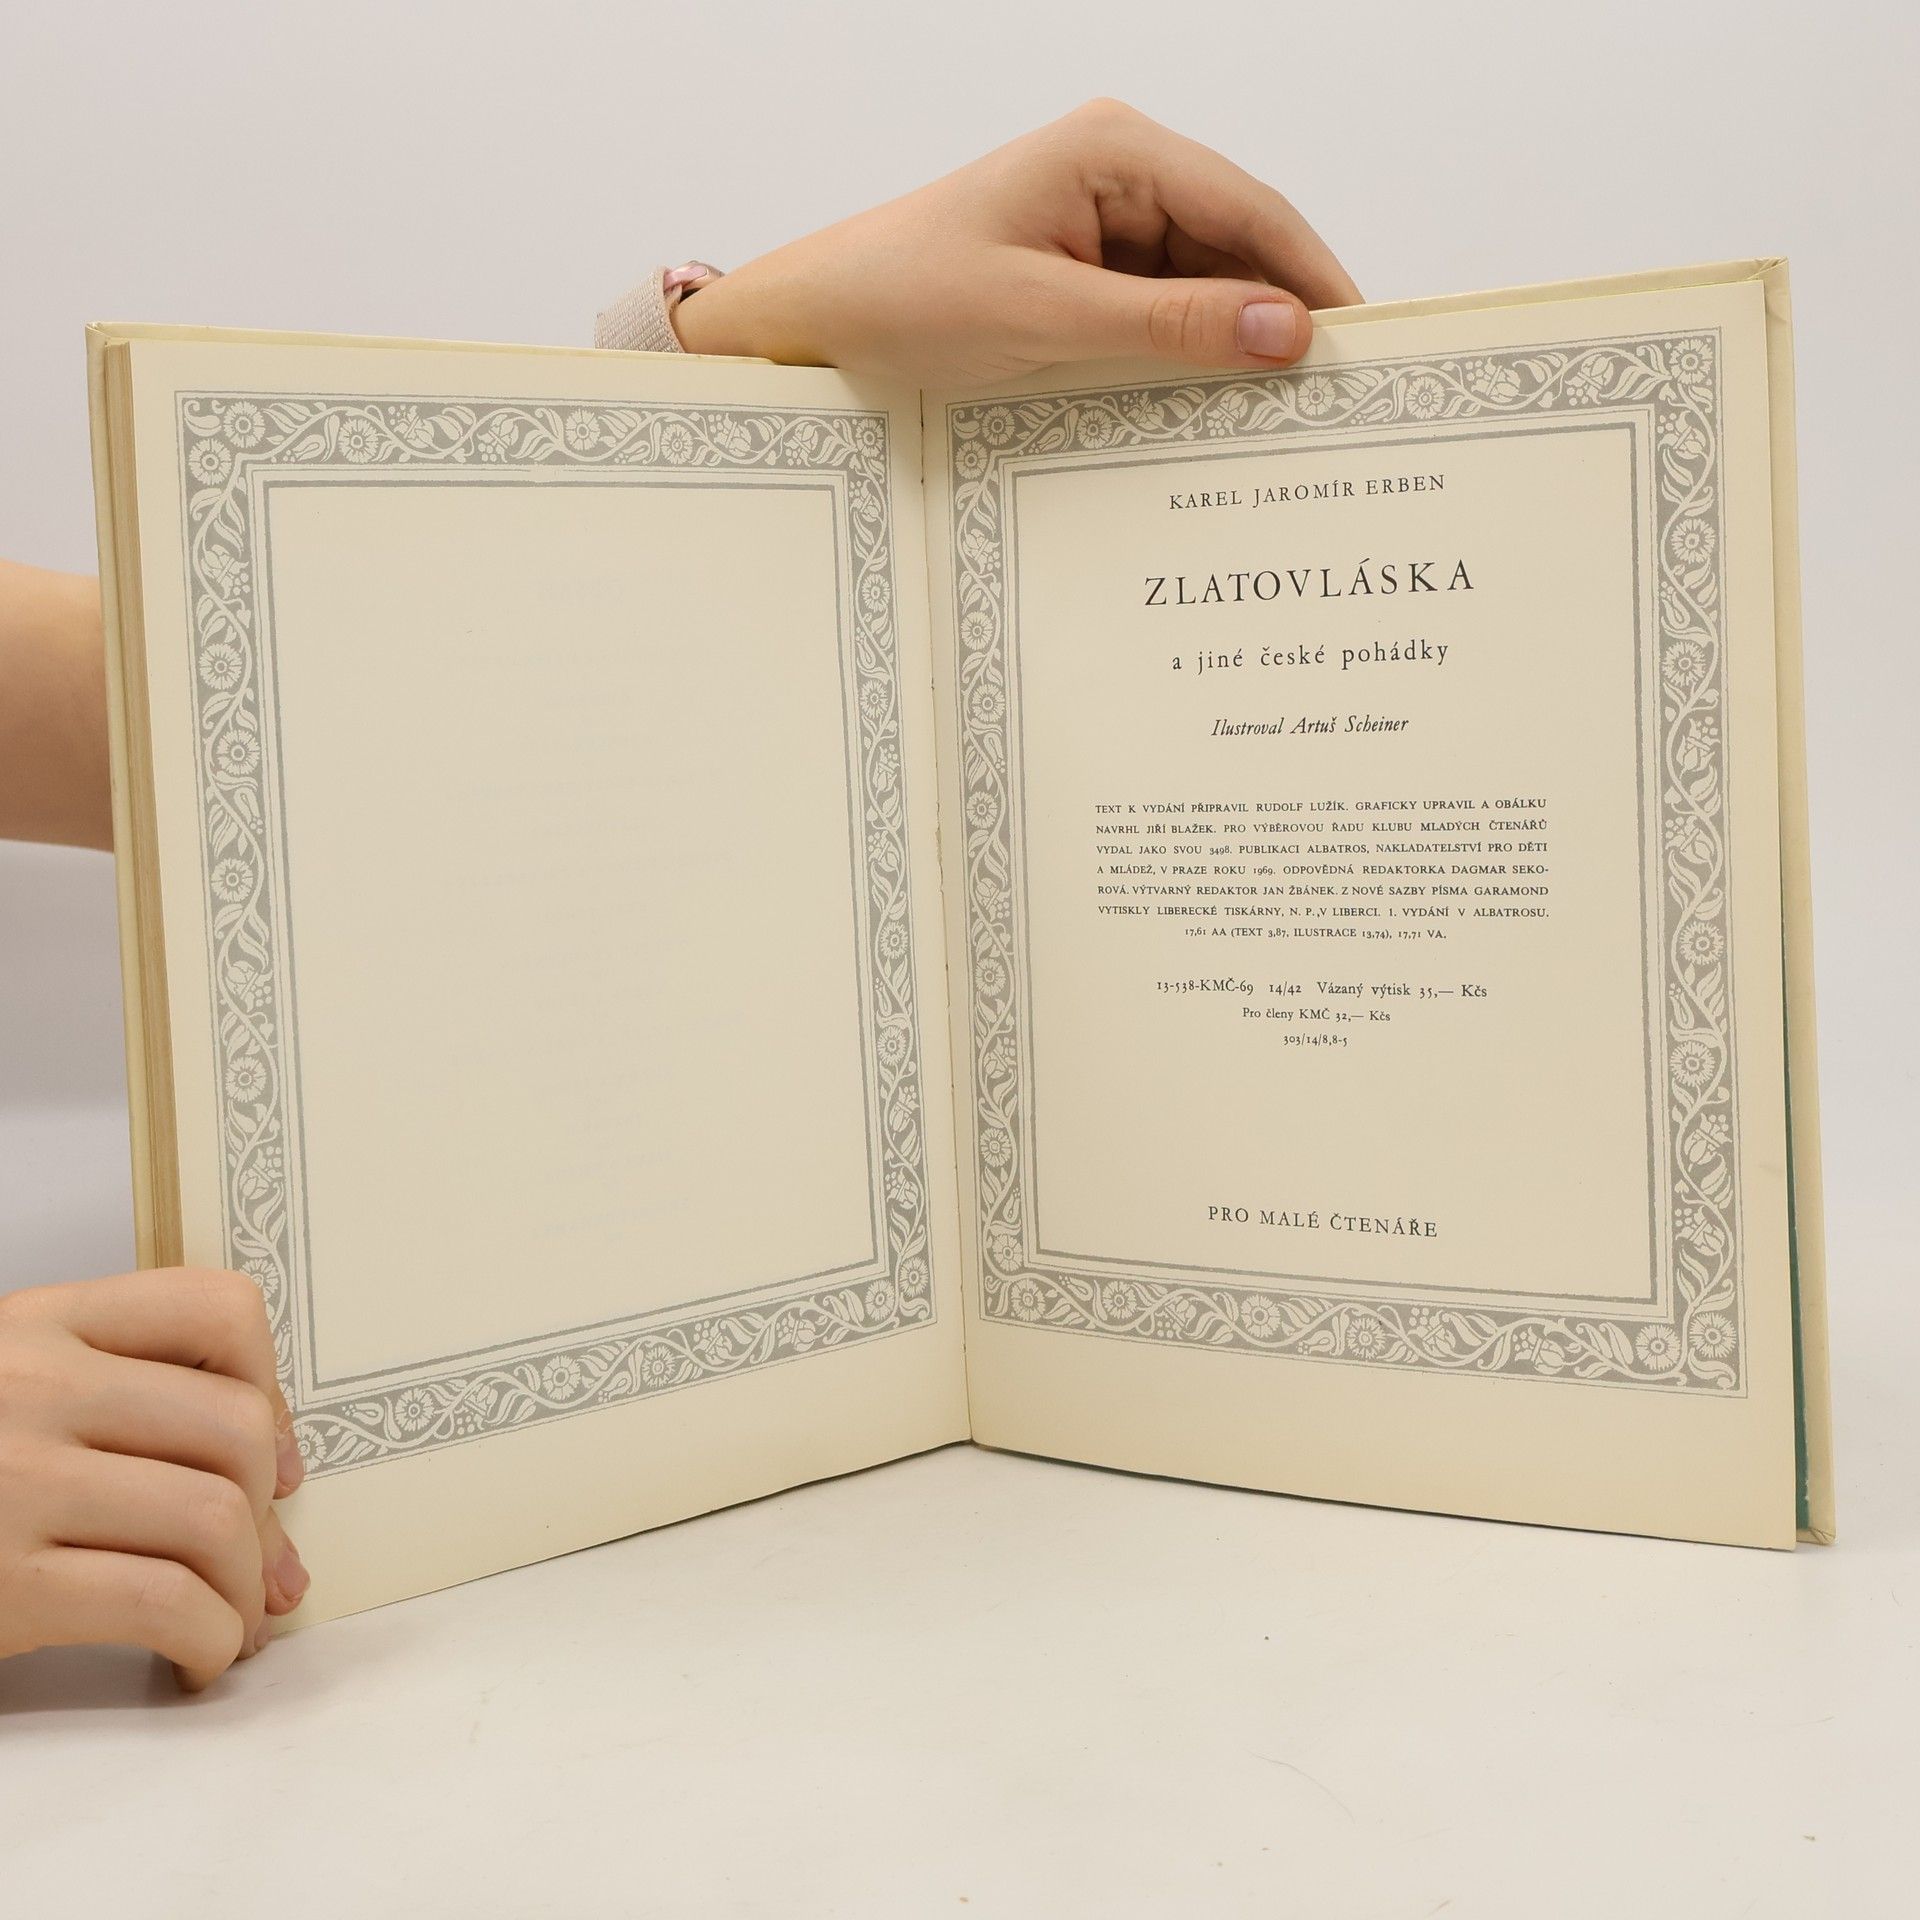 KAREL JAROMÍR ERBEN
ZLATOVLÁSKA
a jiné české pohádky
Ilustroval Artuš Scheiner
TEXT K VYDÁNÍ PŘIPRAVIL RUDOLF LUŽÍK. GRAFICKY UPRAVIL A OBÁLKU
NAVRHL JIŘÍ BLAŽEK. PRO VÝBĚROVOU ŘADU KLUBU MLADÝCH ČTENÁŘŮ
VYDAL JAKO SVOU 3498. PUBLIKACI ALBATROS, NAKLADATELSTVÍ PRO DĚTI
A MLÁDEŽ, V PRAZE ROKU 1969. ODPOVĚDNÁ REDAKTORKA DAGMAR SEKO-
ROVÁ. VÝTVARNÝ REDAKTOR JAN ŽBÁNEK. Z NOVÉ SAZBY PÍSMA GARAMOND
VYTISKLY LIBERECKÉ TISKÁRNY, N. P., V LIBERCI. 1. VYDÁNÍ V ALBATROSU.
17,61 AA (TEXT 3,87, ILUSTRACE 13,74), 17,71 VA.
13-538-KMČ-69 14/42 Vázaný výtisk 35,— Kčs
Pro členy KMČ 32,— Kčs
303/14/8,8-5
PRO MALÉ ČTENÁŘE